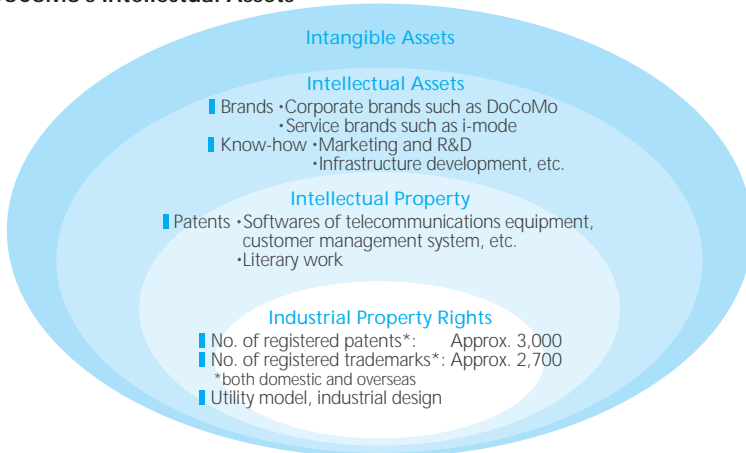 Intellectual Assets
Intangible Assets
Intellectual Assets
Brands ・Corporate brands such as DoCoMo
・Service brands such as i-mode
Know-how ・Marketing and R&D
・Infrastructure development, etc.
Intellectual Property
Patents ・Softwares of telecommunications equipment,
customer management system, etc.
・Literary work
Industrial Property Rights
No. of registered patents*: Approx. 3,000
No. of registered trademarks*: Approx. 2,700
*both domestic and overseas
Utility model, industrial design